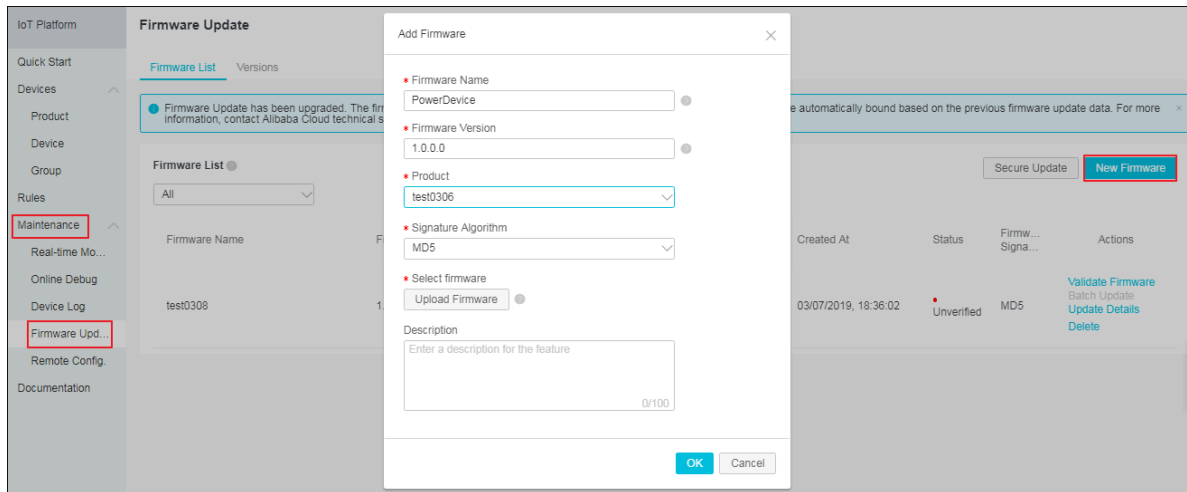 IoT Platform
Quick Start
Devices
Product
Device
Group
Rules
Maintenance
Real-time Mo...
Online Debug
Device Log
Firmware Upd...
Remote Config.
Documentation
Firmware Update
Firmware List Versions
Firmware Update has been upgraded. The fir
information, contact Alibaba Cloud technical s
e automatically bound based on the previous firmware update data. For more
Firmware List
All
Secure Update New Firmware
Firmware Name Fi Created At Status Firmw... Signa... Actions
test0308 1. 03/07/2019, 18:36:02 Unverified MD5
Validate Firmware
Batch Update
Update Details
Delete
Add Firmware
* Firmware Name
PowerDevice
* Firmware Version
1.0.0.0
* Product
test0306
* Signature Algorithm
MD5
* Select firmware
Upload Firmware
Description
Enter a description for the feature
0/100
OK Cancel